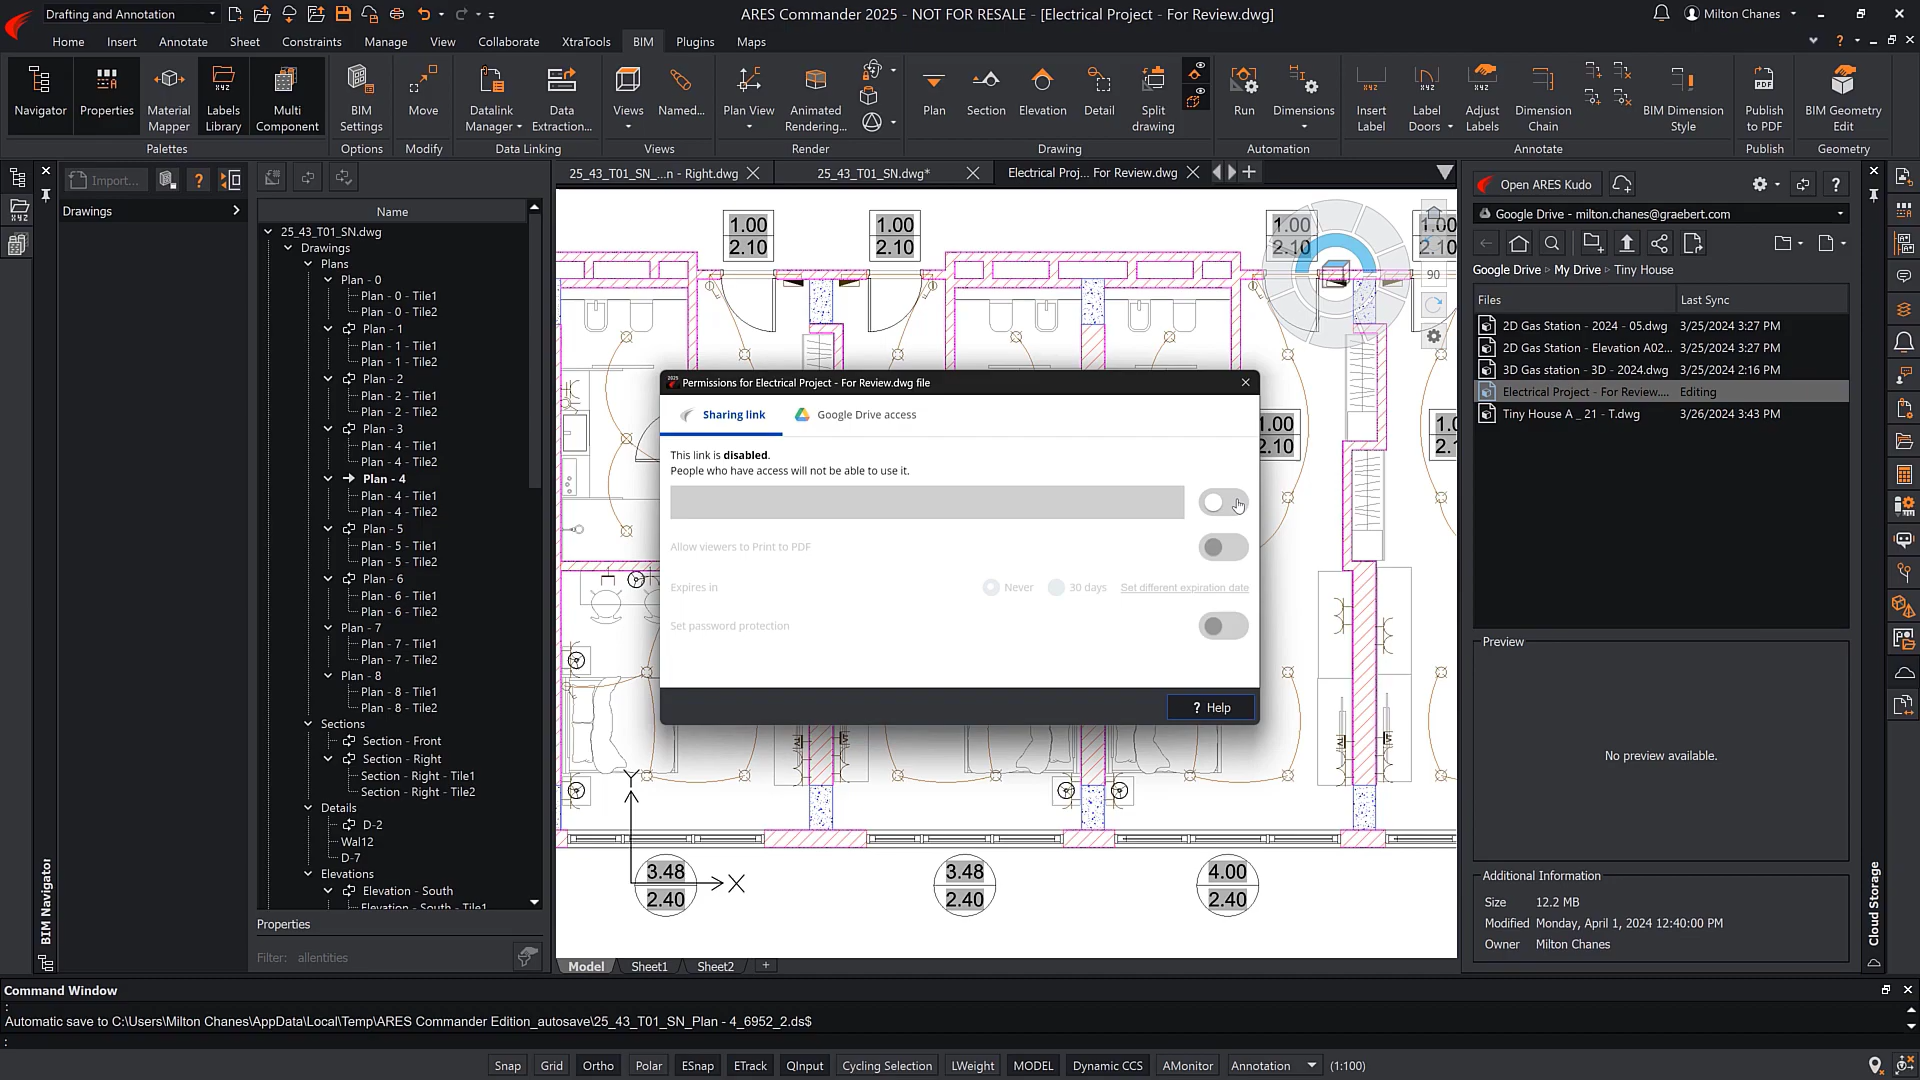 Drafting and Annotation
ARES Commander 2025 - NOT FOR RESALE - [Electrical Project - For Review.dwg]
Milton Chanes
Home Insert Annotate Sheet Constraints Manage View Collaborate XtraTools BIM Plugins Maps
Navigator
Properties
Material Mapper
Labels Library
Multi Component
BIM Settings
Move
Datalink Manager
Data Extraction...
Views
Named...
Plan View
Animated Rendering...
Plan
Section
Elevation
Detail
Split drawing
Run
Dimensions
Insert Label
Label Doors
Adjust Labels
Dimension Chain
BIM Dimension Style
Publish to PDF
BIM Geometry Edit
Palettes Options Modify Data Linking Views Render Drawing Automation Annotate Publish Geometry
Import...
Drawings
BIM Navigator
Name
25_43_T01_SN.dwg
Drawings
Plans
Plan - 0
Plan - 0 - Tile1
Plan - 0 - Tile2
Plan - 1
Plan - 1 - Tile1
Plan - 1 - Tile2
Plan - 2
Plan - 2 - Tile1
Plan - 2 - Tile2
Plan - 3
Plan - 4 - Tile1
Plan - 4 - Tile2
Plan - 4
Plan - 4 - Tile1
Plan - 4 - Tile2
Plan - 5
Plan - 5 - Tile1
Plan - 5 - Tile2
Plan - 6
Plan - 6 - Tile1
Plan - 6 - Tile2
Plan - 7
Plan - 7 - Tile1
Plan - 7 - Tile2
Plan - 8
Plan - 8 - Tile1
Plan - 8 - Tile2
Sections
Section - Front
Section - Right
Section - Right - Tile1
Section - Right - Tile2
Details
D-2
Wal12
D-7
Elevations
Elevation - South
Elevation - South - Tile1
Properties
Filter: allentities
25_43_T01_SN_...n - Right.dwg
25_43_T01_SN.dwg*
Electrical Proj... For Review.dwg
1.00
2.10
1.00
2.10
1.00
2.10
1.00
2.10
90
1.00
2.10
Permissions for Electrical Project - For Review.dwg file
Sharing link
Google Drive access
This link is disabled.
People who have access will not be able to use it.
Allow viewers to Print to PDF
Expires in
Never
30 days
Set different expiration date
Set password protection
? Help
Y
X
3.48
2.40
3.48
2.40
4.00
2.40
Model Sheet1 Sheet2 +
Open ARES Kudo
Google Drive - milton.chanes@graebert.com
Google Drive My Drive Tiny House
Files Last Sync
2D Gas Station - 2024 - 05.dwg 3/25/2024 3:27 PM
2D Gas Station - Elevation A02... 3/25/2024 3:27 PM
3D Gas station - 3D - 2024.dwg 3/25/2024 2:16 PM
Electrical Project - For Review.... Editing
Tiny House A _ 21 - T.dwg 3/26/2024 3:43 PM
Preview
No preview available.
Additional Information
Size 12.2 MB
Modified Monday, April 1, 2024 12:40:00 PM
Owner Milton Chanes
Cloud Storage
Command Window
:
Automatic save to C:\Users\Milton Chanes\AppData\Local\Temp\ARES Commander Edition_autosave\25_43_T01_SN_Plan - 4_6952_2.ds$
:
Snap Grid Ortho Polar ESnap ETrack QInput Cycling Selection LWeight MODEL Dynamic CCS AMonitor Annotation (1:100)